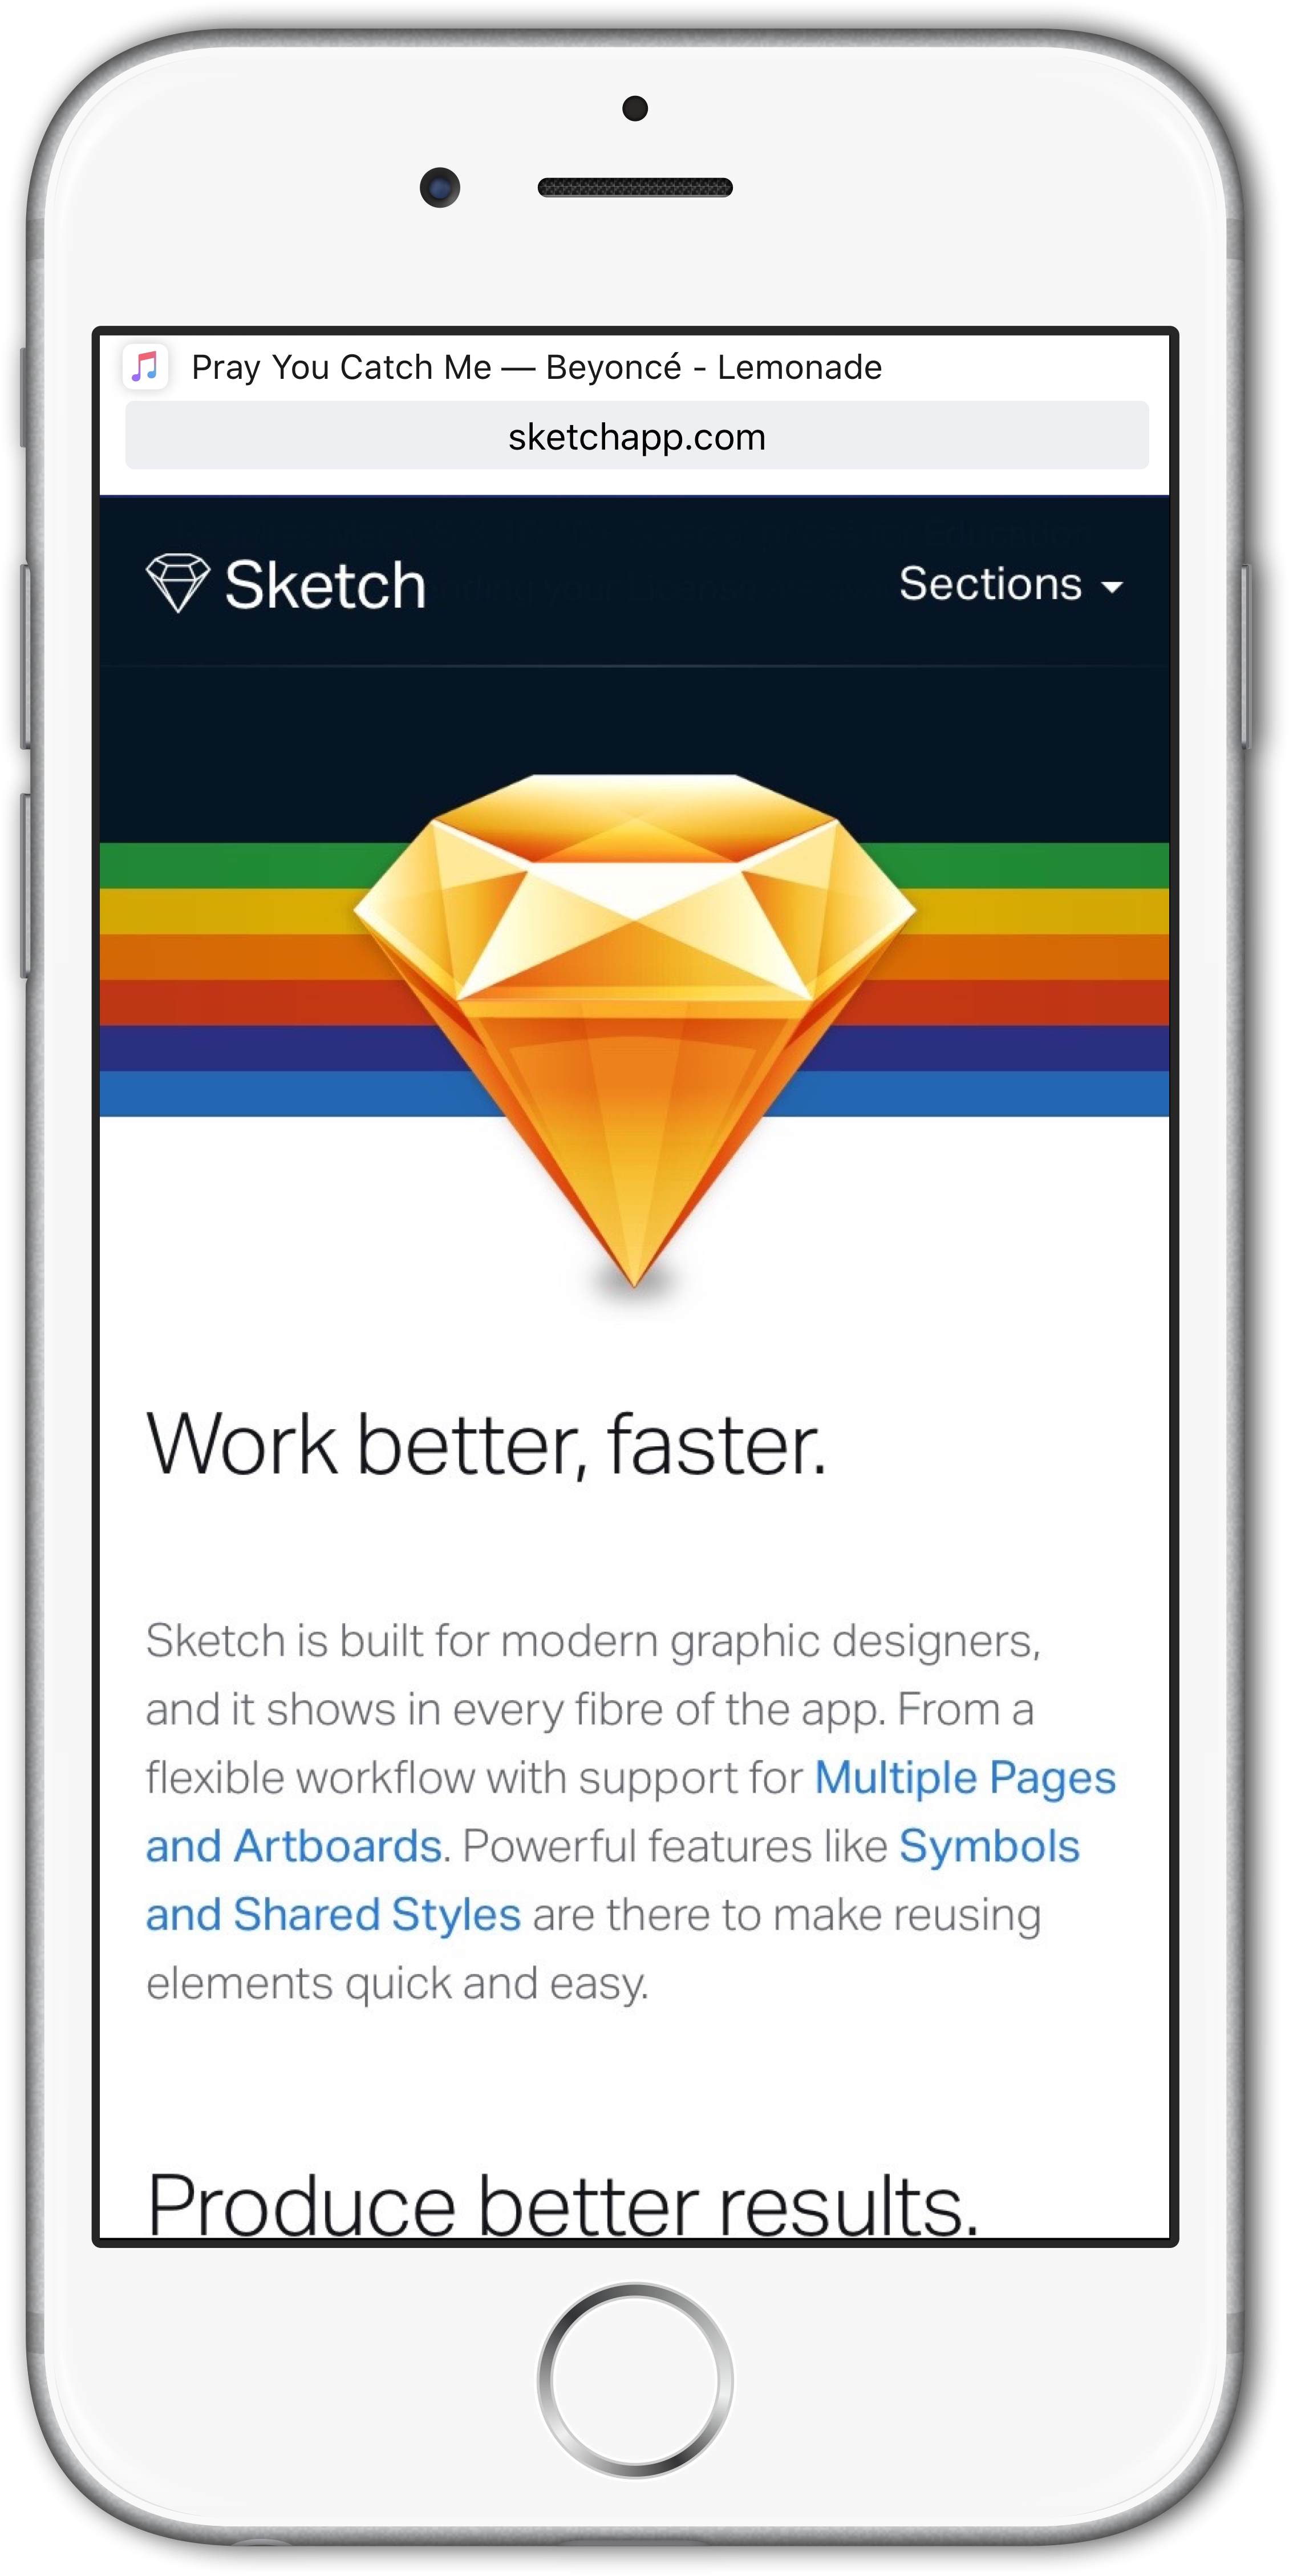 Pray You Catch Me — Beyoncé - Lemonade
sketchapp.com
Sketch
Sections
Work better, faster.
Sketch is built for modern graphic designers,
and it shows in every fibre of the app. From a
flexible workflow with support for Multiple Pages
and Artboards. Powerful features like Symbols
and Shared Styles are there to make reusing
elements quick and easy.
Produce better results.